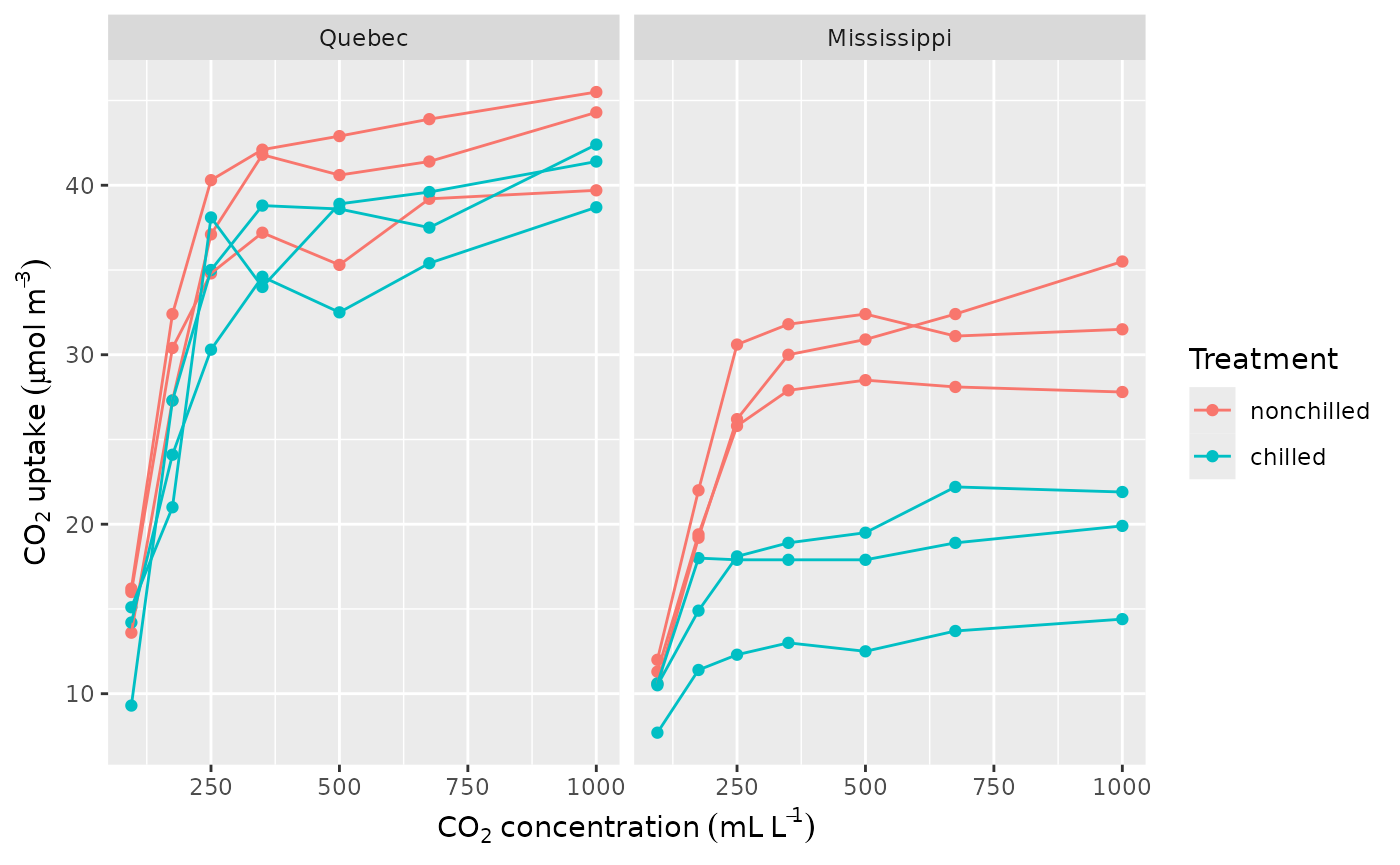 Quebec Mississippi
40
30
20
10
CO₂ uptake (μmol m⁻³)
250 500 750 1000 250 500 750 1000
CO₂ concentration (mL L⁻¹)
Treatment
nonchilled
chilled